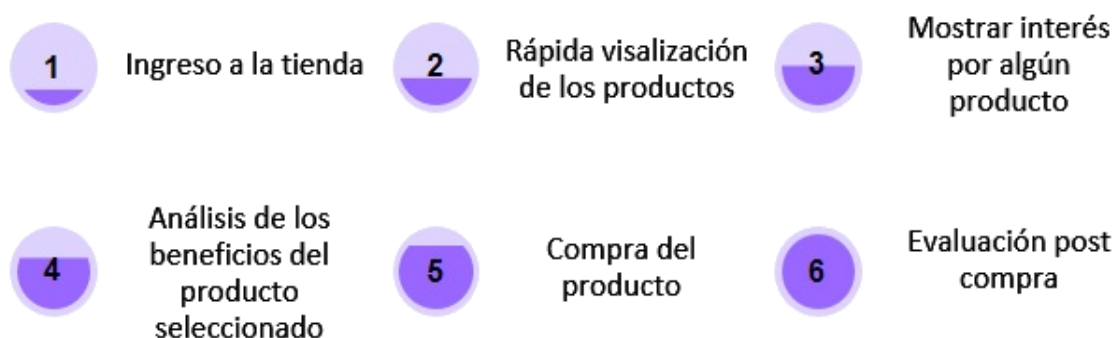 1
Ingreso a la tienda
2
Rápida visalización
de los productos
3
Mostrar interés
por algún
producto
4
Análisis de los
beneficios del
producto
seleccionado
5
Compra del
producto
6
Evaluación post
compra